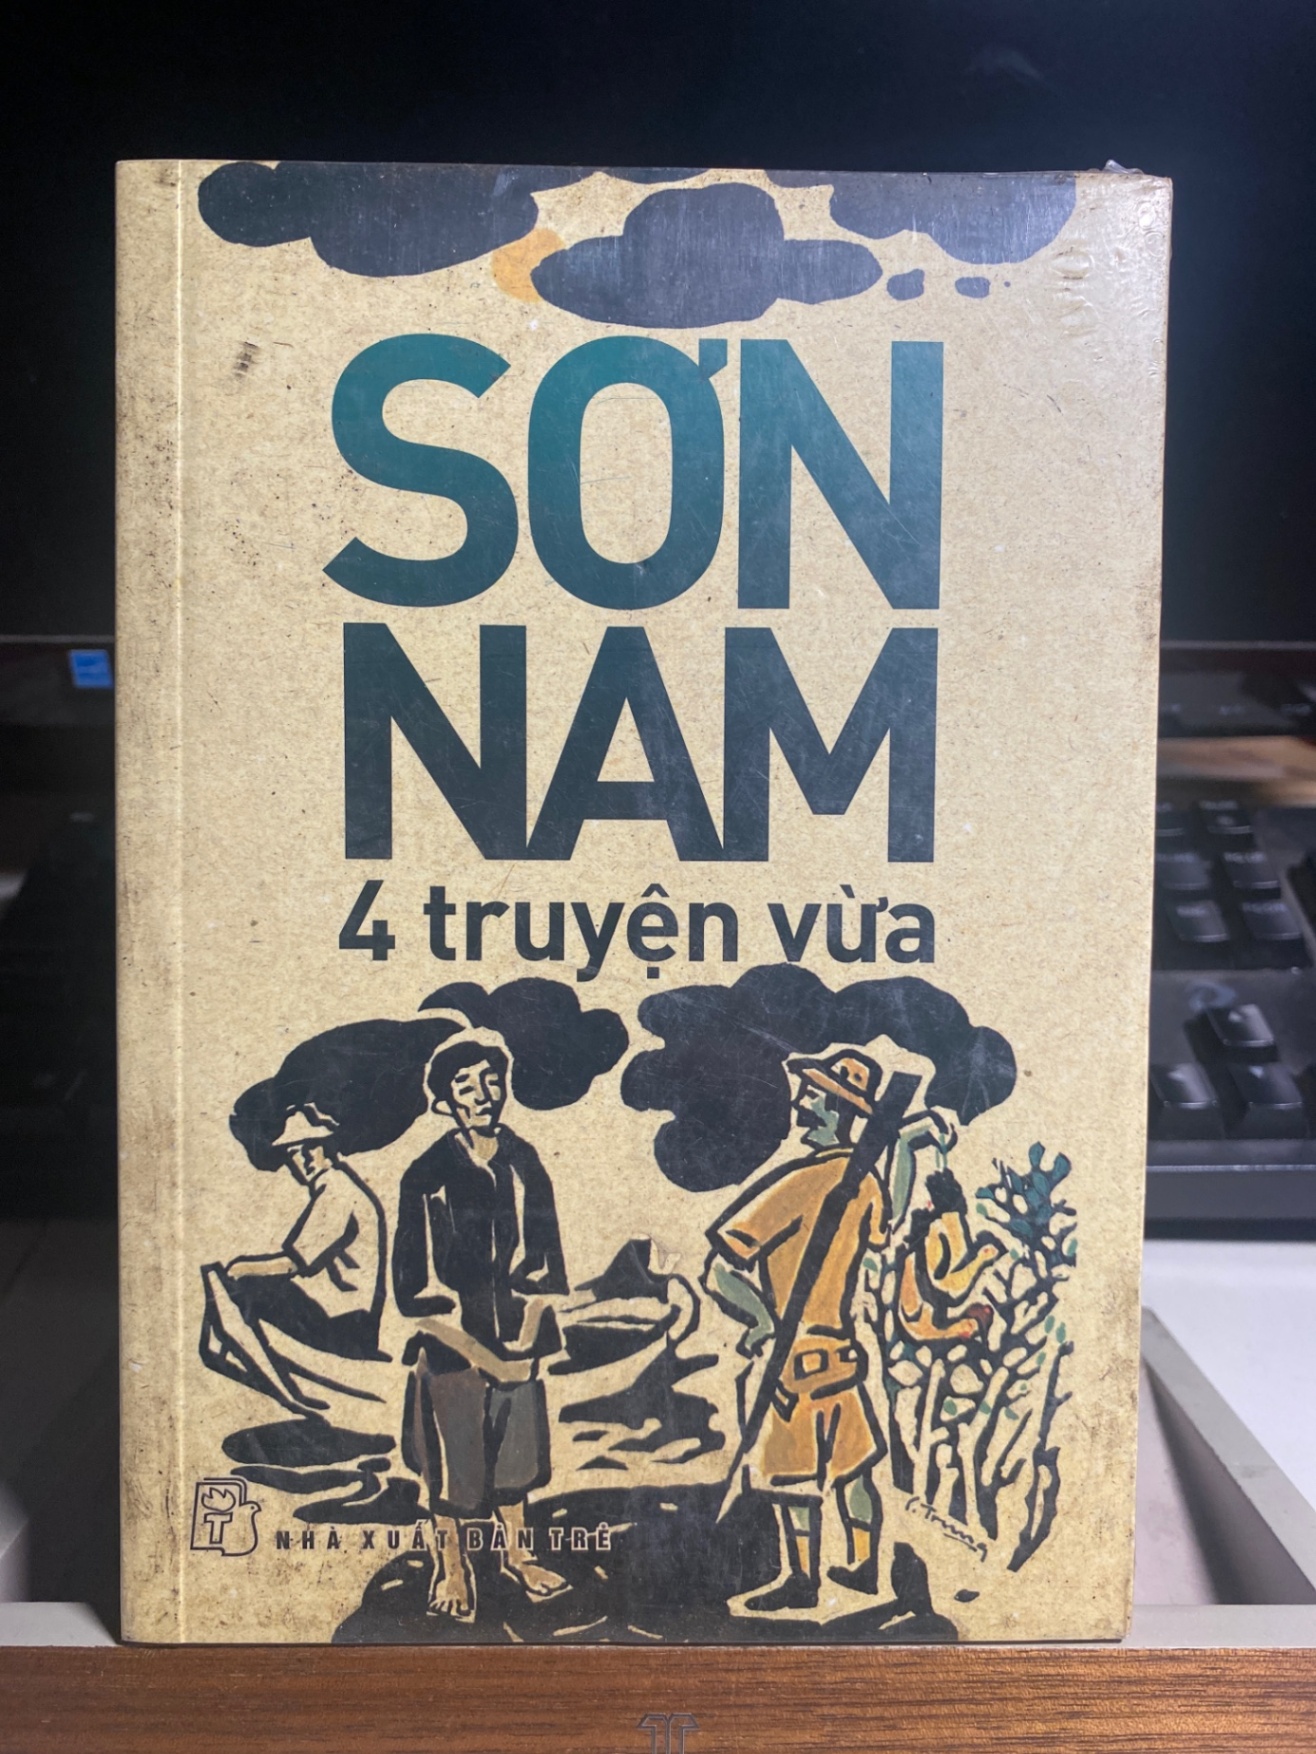 SƠN
NAM
4 truyện vừa
T
NHÀ XUẤT BẢN TRẺ